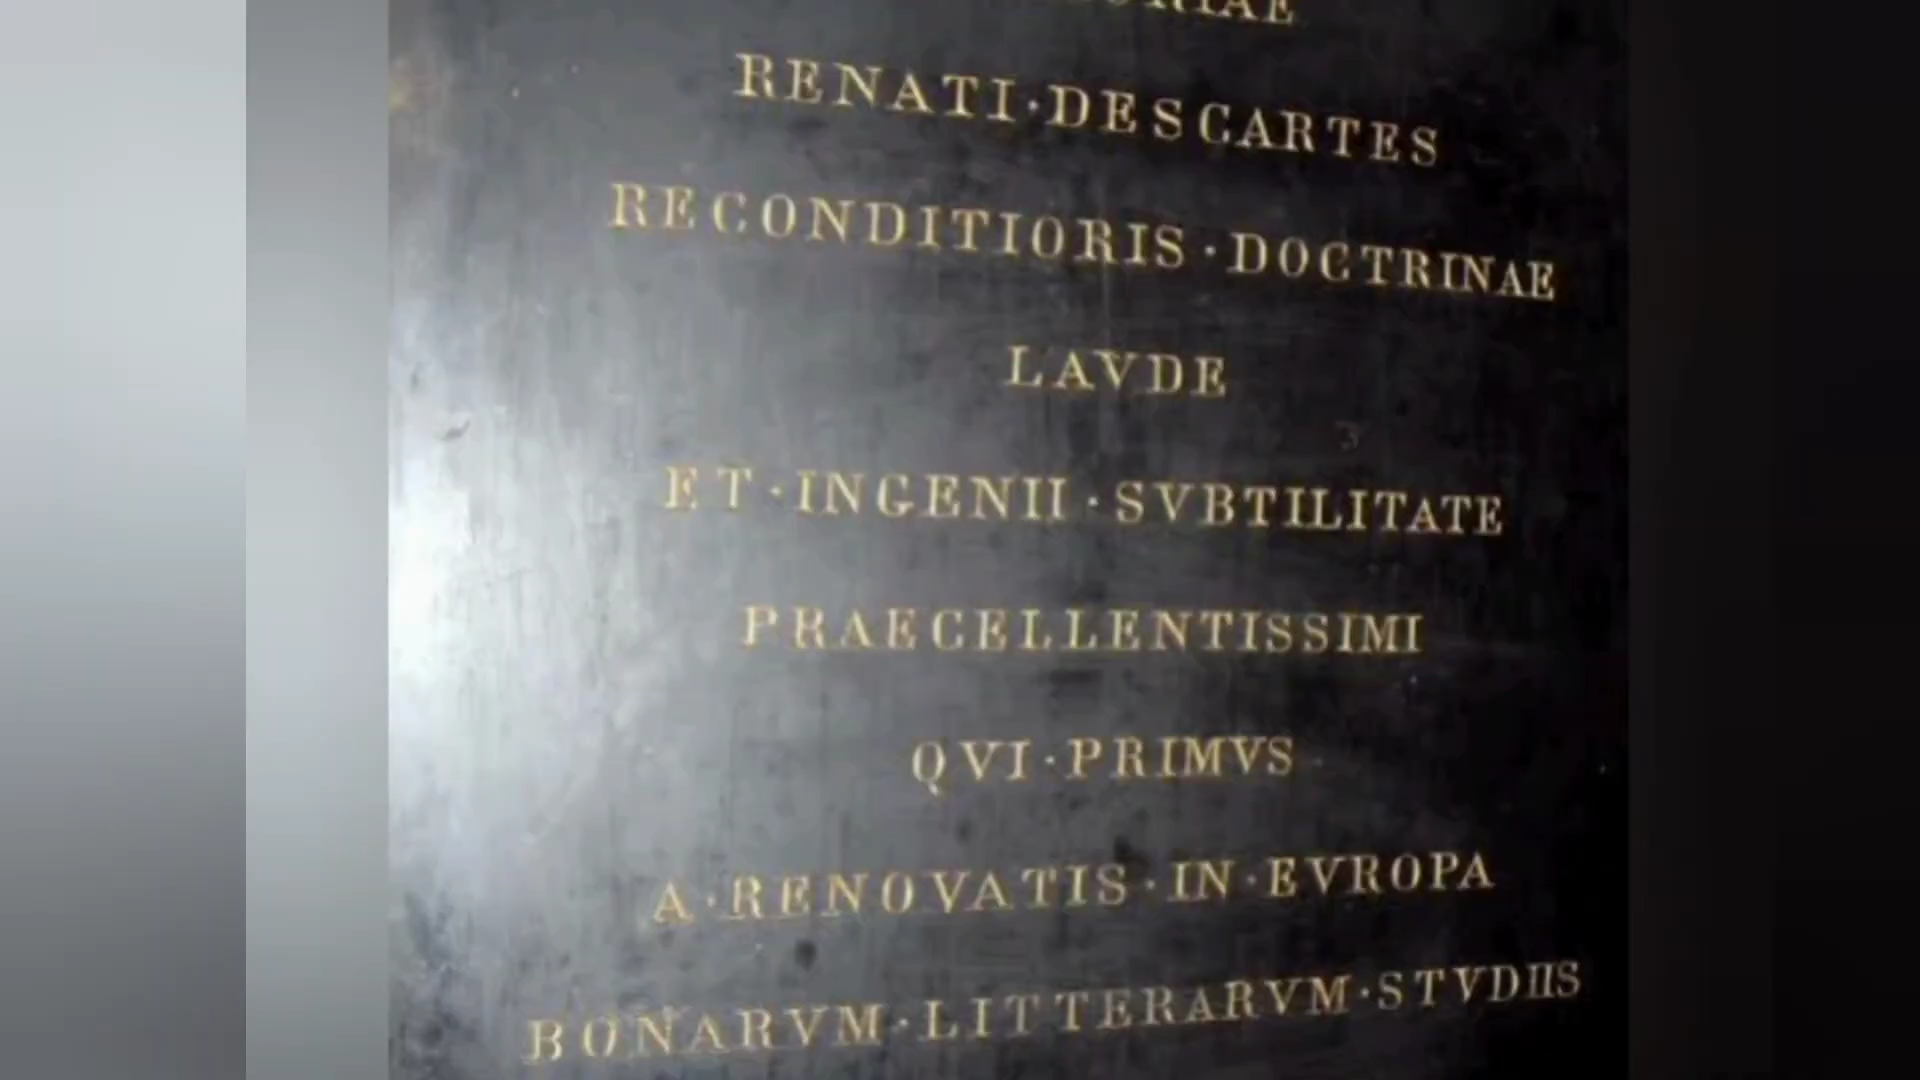 RENATI·DESCARTES
RECONDITIORIS·DOCTRINAE
LAVDE
ET·INGENII·SVBTILITATE
PRAECELLENTISSIMI
QVI·PRIMVS
A·RENOVATIS·IN·EVROPA
BONARVM·LITTERARVM·STVDIIS